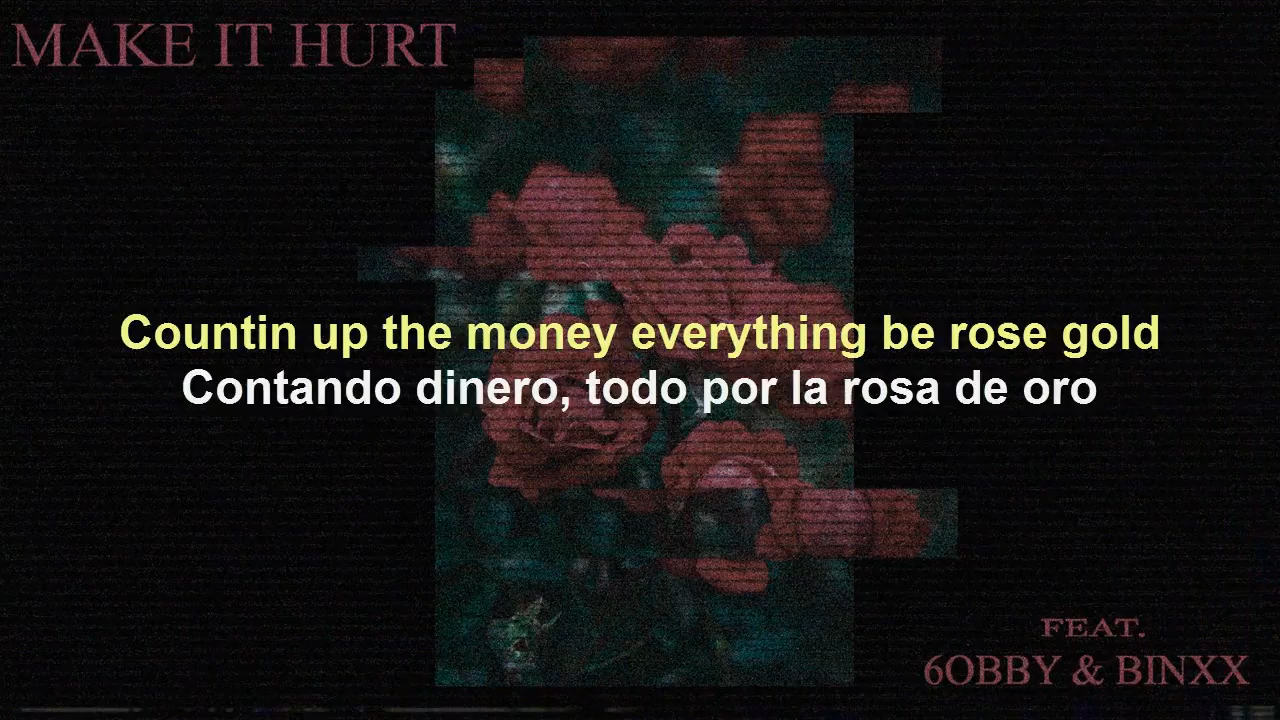 MAKE IT HURT
Countin up the money everything be rose gold
Contando dinero, todo por la rosa de oro
FEAT.
6OBBY & BINXX